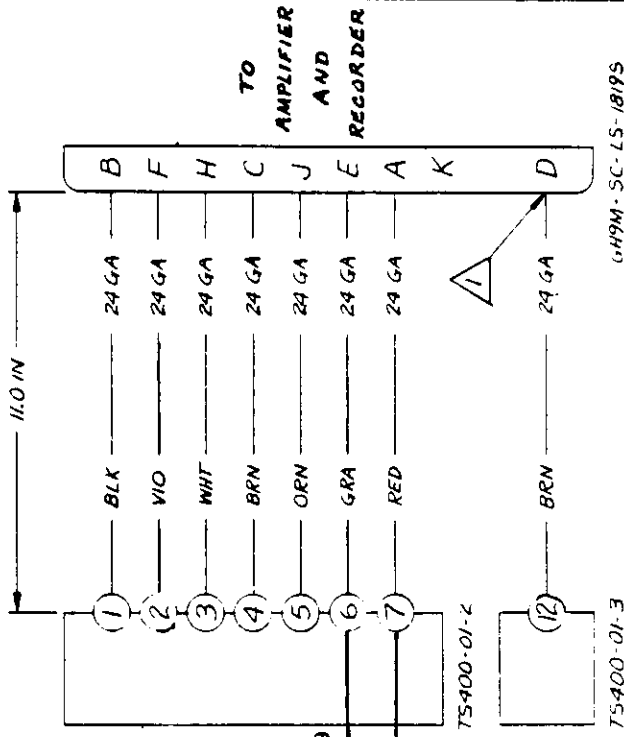 11.0 IN
1 BLK 24 GA B
2 VIO 24 GA F
3 WHT 24 GA H
4 BRN 24 GA C
5 ORN 24 GA J
6 GRA 24 GA E
7 RED 24 GA A
K
1
12 BRN 24 GA D
TO
AMPLIFIER
AND
RECORDER
TS400-01-2
TS400-01-3
GH9M-SC-LS-1819S